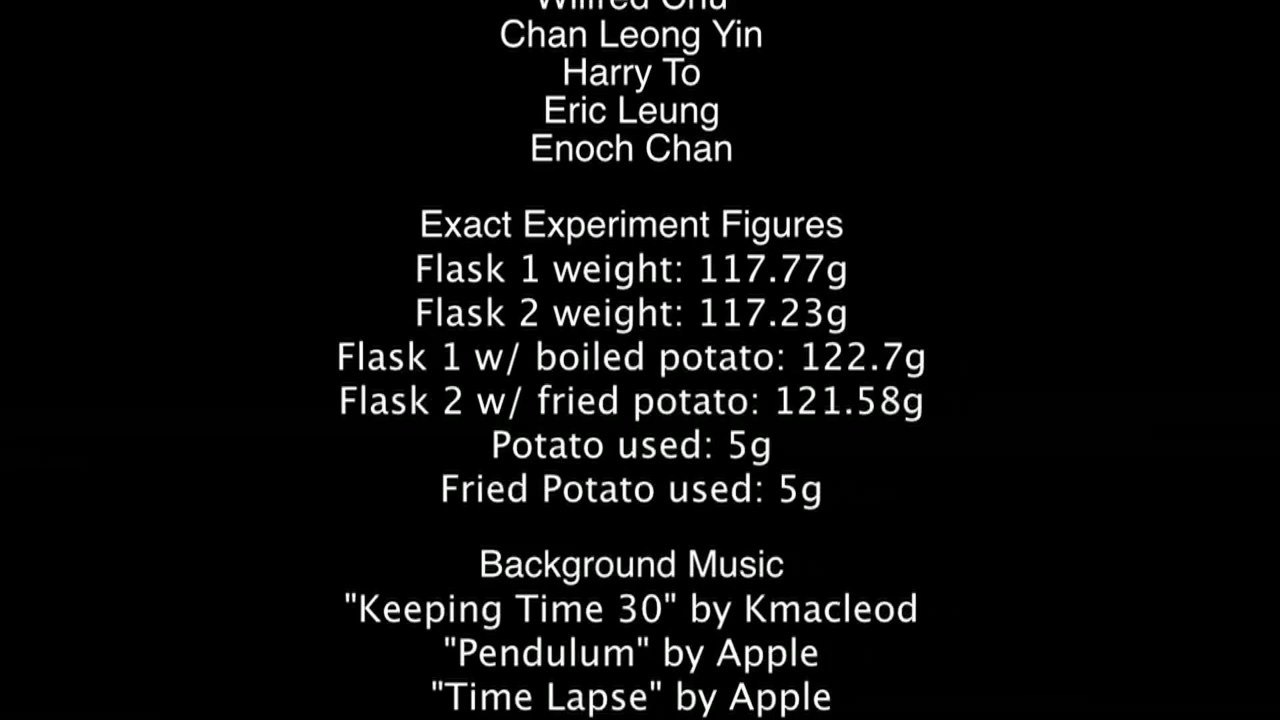 Chan Leong Yin
Harry To
Eric Leung
Enoch Chan
Exact Experiment Figures
Flask 1 weight: 117.77g
Flask 2 weight: 117.23g
Flask 1 w/ boiled potato: 122.7g
Flask 2 w/ fried potato: 121.58g
Potato used: 5g
Fried Potato used: 5g
Background Music
"Keeping Time 30" by Kmacleod
"Pendulum" by Apple
"Time Lapse" by Apple